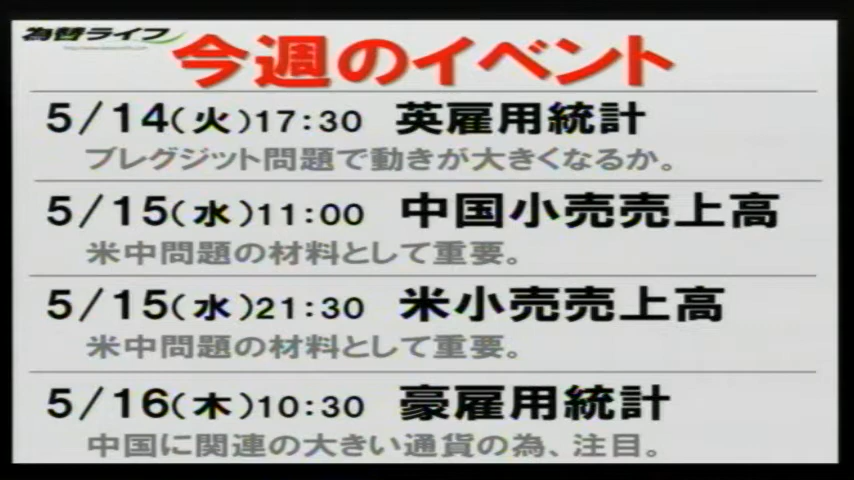 為替ライフ
今週のイベント
5/14(火)17:30 英雇用統計
ブレグジット問題で動きが大きくなるか。
5/15(水)11:00 中国小売売上高
米中問題の材料として重要。
5/15(水)21:30 米小売売上高
米中問題の材料として重要。
5/16(木)10:30 豪雇用統計
中国に関連の大きい通貨の為、注目。